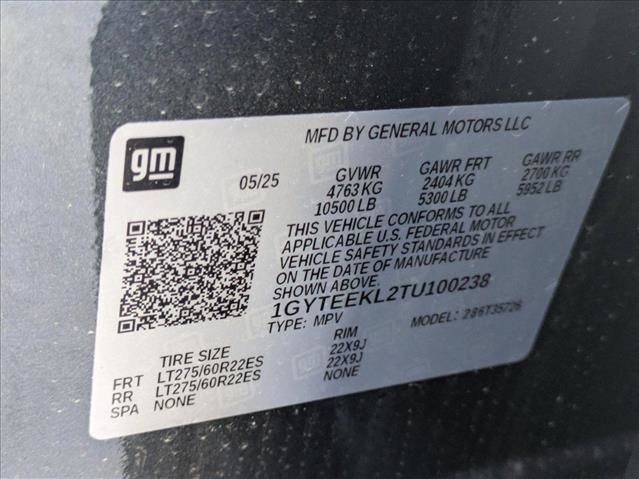 gm
MFD BY GENERAL MOTORS LLC
05/25 GVWR GAWR FRT GAWR RR
4763 KG 2404 KG 2700 KG
10500 LB 5300 LB 5952 LB
THIS VEHICLE CONFORMS TO ALL
APPLICABLE U.S. FEDERAL MOTOR
VEHICLE SAFETY STANDARDS IN EFFECT
ON THE DATE OF MANUFACTURE
SHOWN ABOVE.
1GYTEEKL2TU100238
TYPE: MPV MODEL: 286T35726
TIRE SIZE RIM
FRT LT275/60R22ES 22X9J
RR LT275/60R22ES 22X9J
SPA NONE NONE